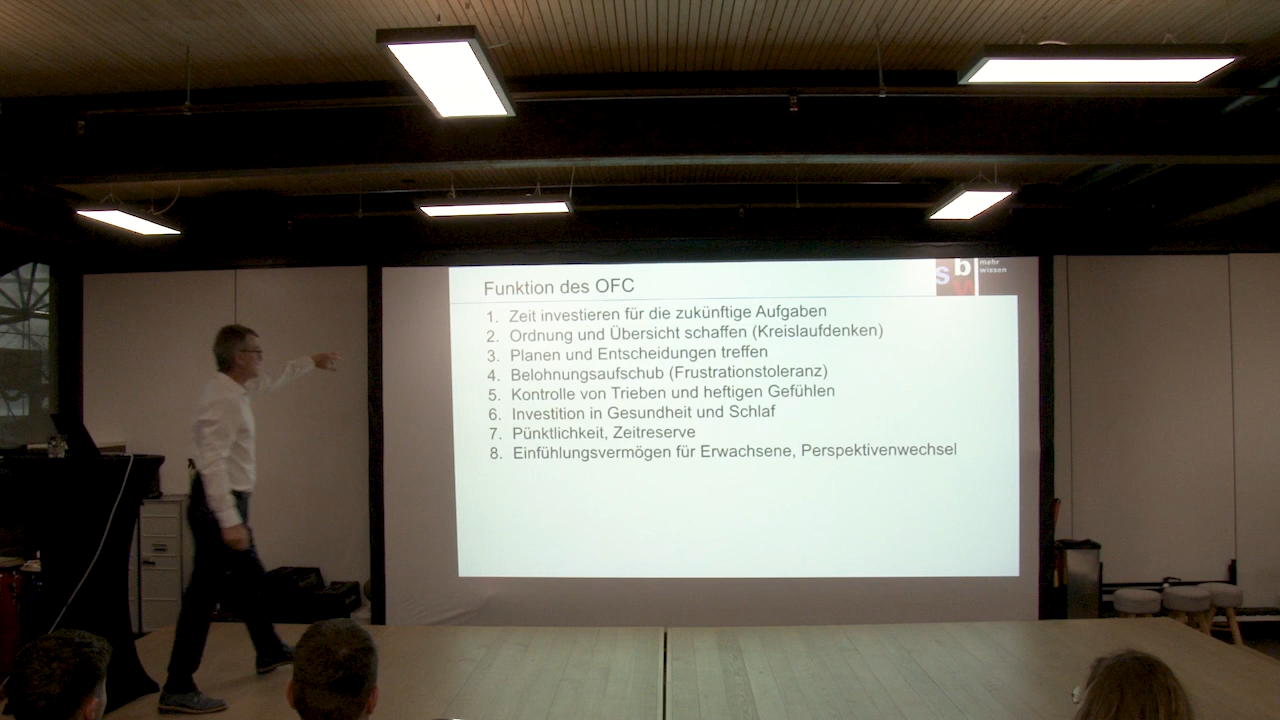 Funktion des OFC
sbw
mehr
wissen
1. Zeit investieren für die zukünftige Aufgaben
2. Ordnung und Übersicht schaffen (Kreislaufdenken)
3. Planen und Entscheidungen treffen
4. Belohnungsaufschub (Frustrationstoleranz)
5. Kontrolle von Trieben und heftigen Gefühlen
6. Investition in Gesundheit und Schlaf
7. Pünktlichkeit, Zeitreserve
8. Einfühlungsvermögen für Erwachsene, Perspektivenwechsel